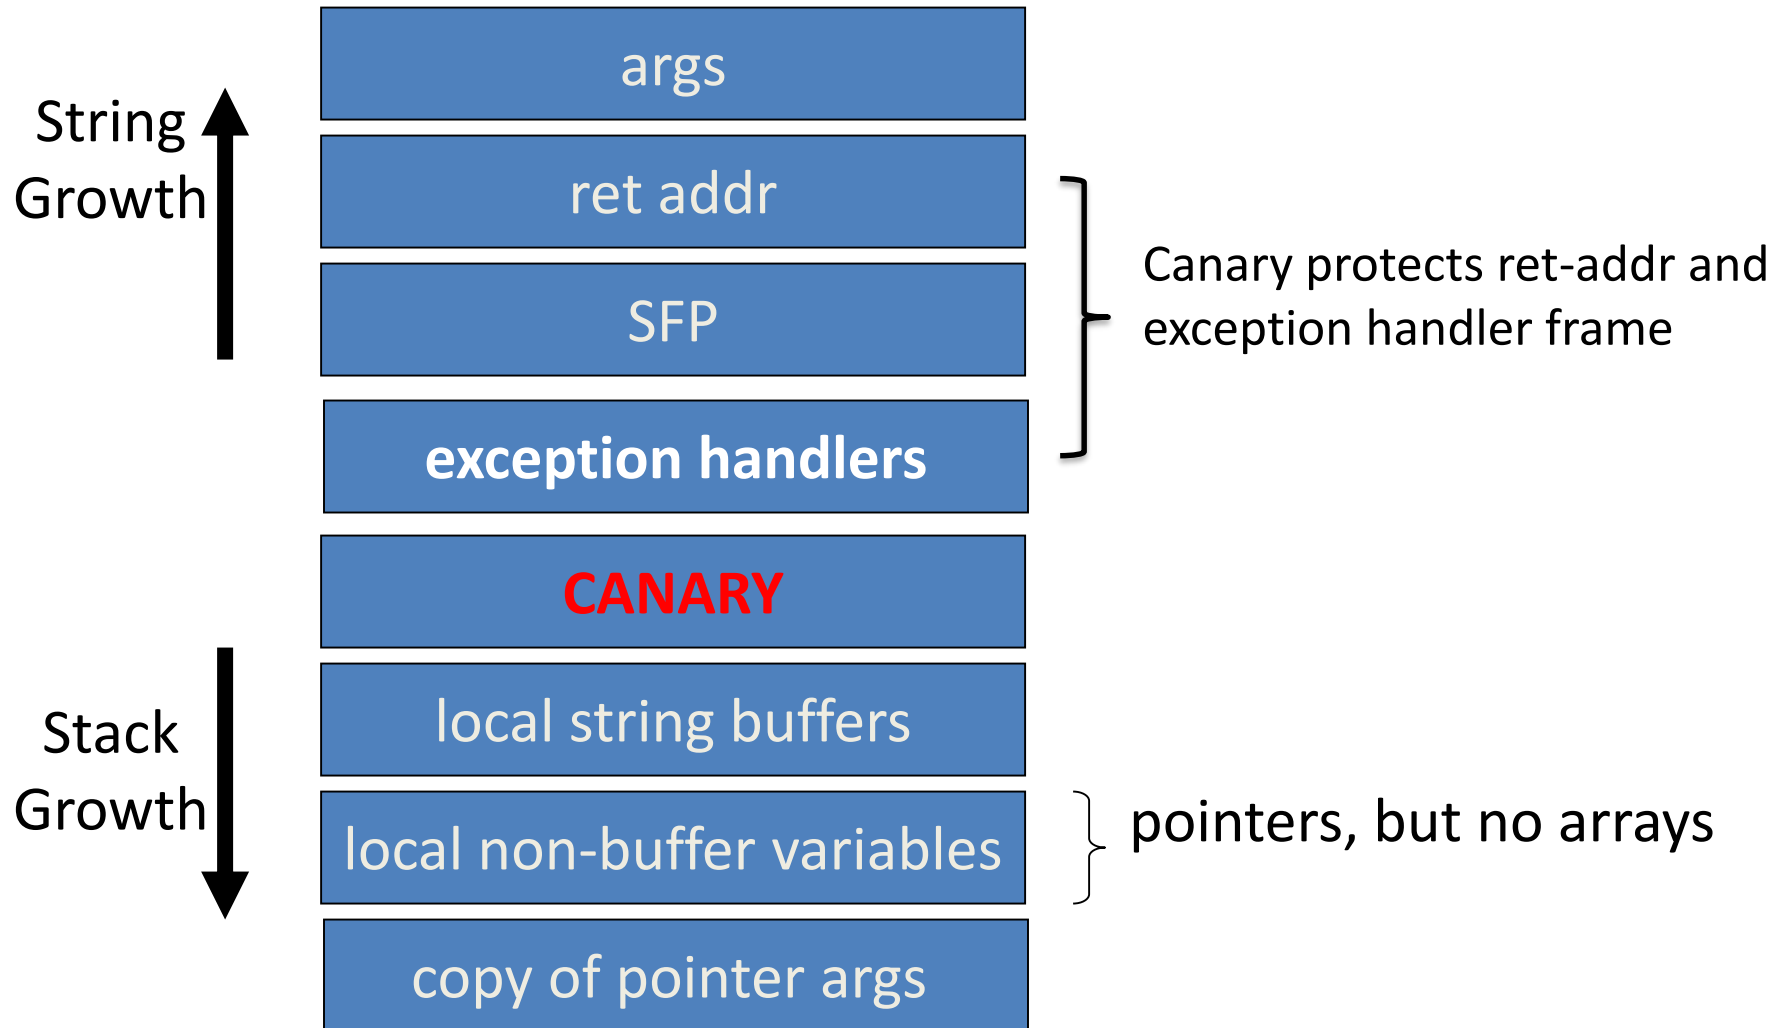 args
String
Growth
ret addr
SFP
Canary protects ret-addr and
exception handler frame
exception handlers
CANARY
local string buffers
Stack
Growth
local non-buffer variables
pointers, but no arrays
copy of pointer args